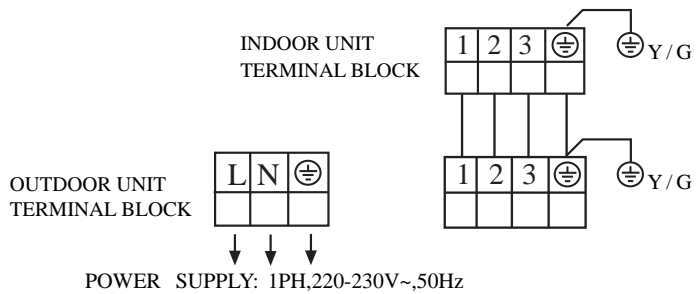 INDOOR UNIT
TERMINAL BLOCK
1 2 3
Y/G
OUTDOOR UNIT
TERMINAL BLOCK
L N
1 2 3
Y/G
POWER SUPPLY: 1PH,220-230V~,50Hz